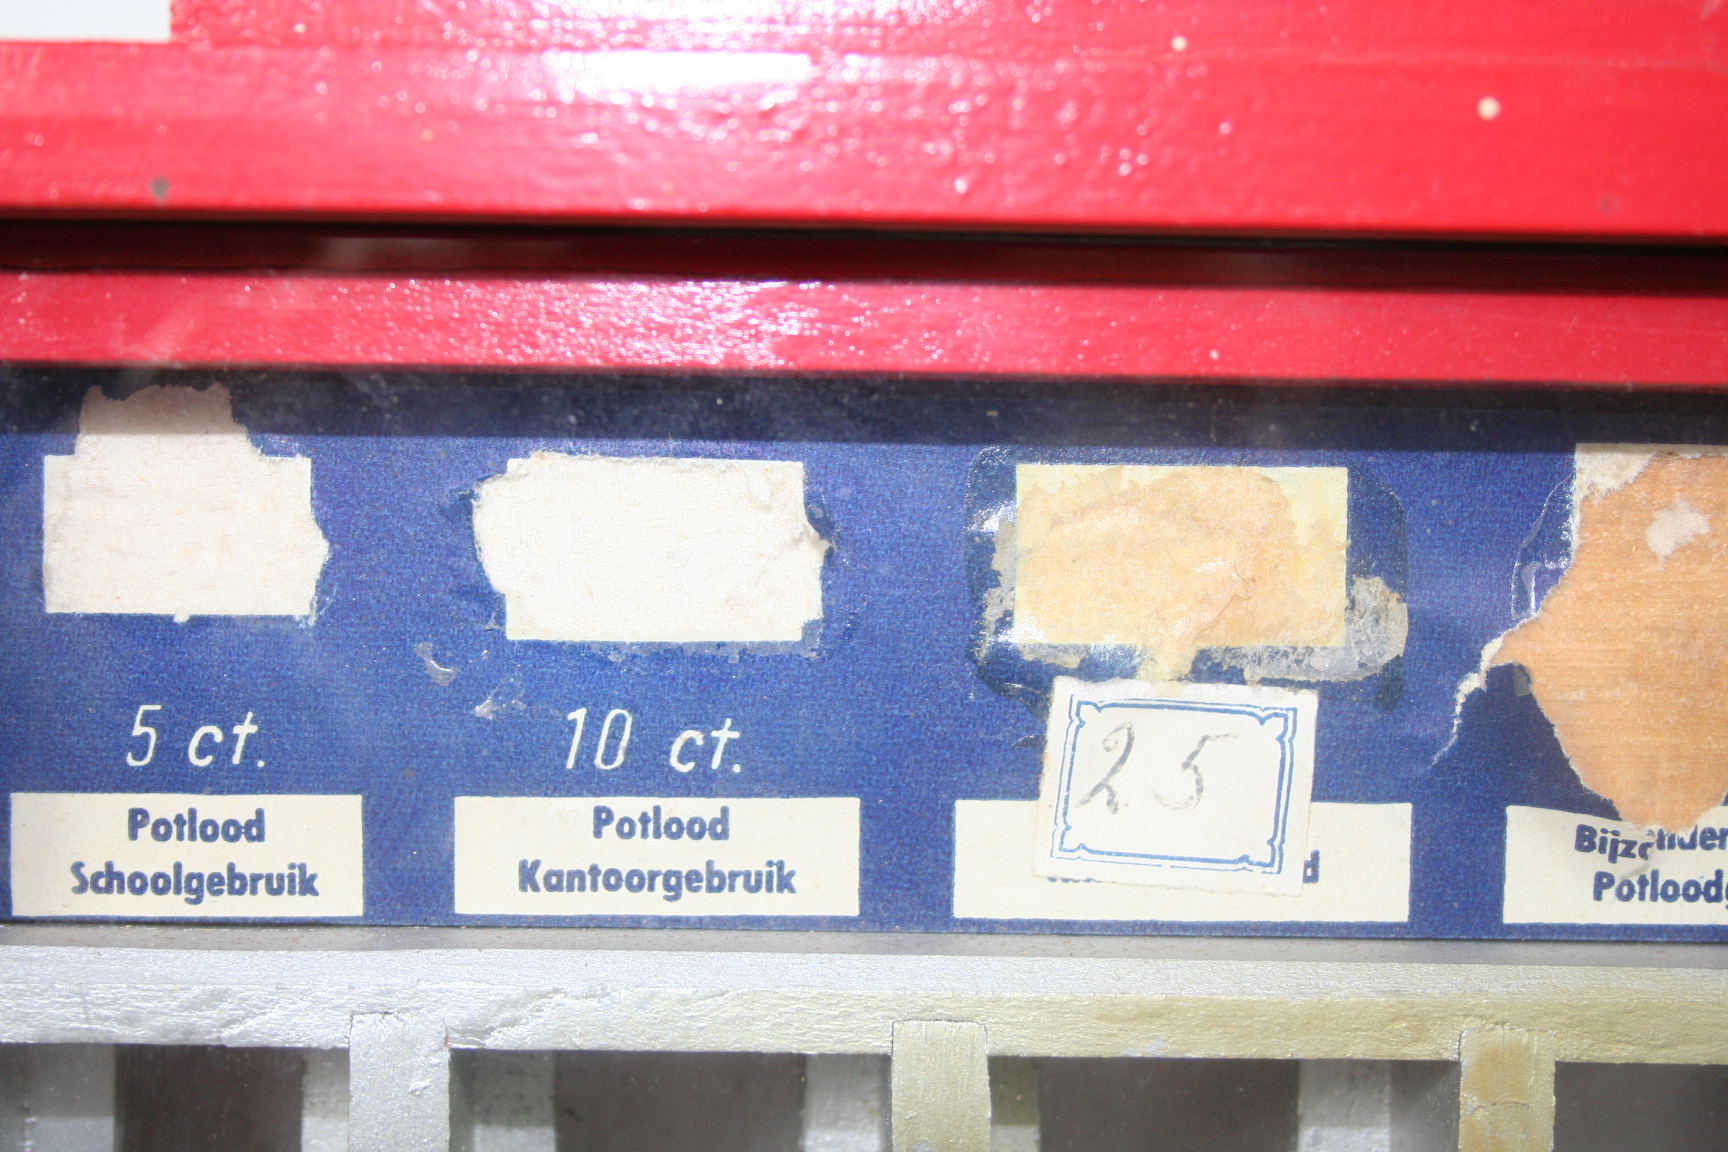 5 ct.
Potlood
Schoolgebruik
10 ct.
Potlood
Kantoorgebruik
25
Potlood